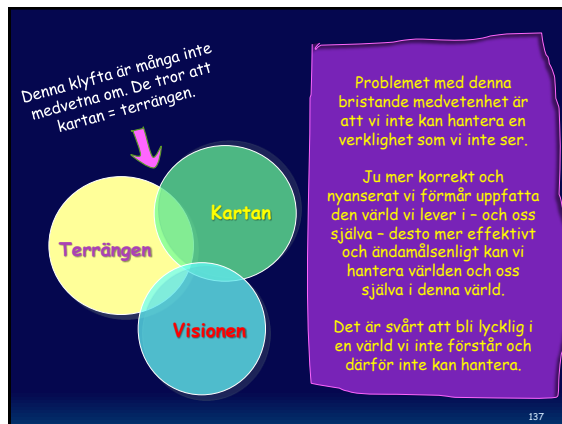 Denna klyfta är många inte
medvetna om. De tror att
kartan = terrängen.
Kartan
Terrängen
Visionen
Problemet med denna
bristande medvetenhet är
att vi inte kan hantera en
verklighet som vi inte ser.
Ju mer korrekt och
nyanserat vi förmår uppfatta
den värld vi lever i – och oss
själva – desto mer effektivt
och ändamålsenligt kan vi
hantera världen och oss
själva i denna värld.
Det är svårt att bli lycklig i
en värld vi inte förstår och
därför inte kan hantera.
137